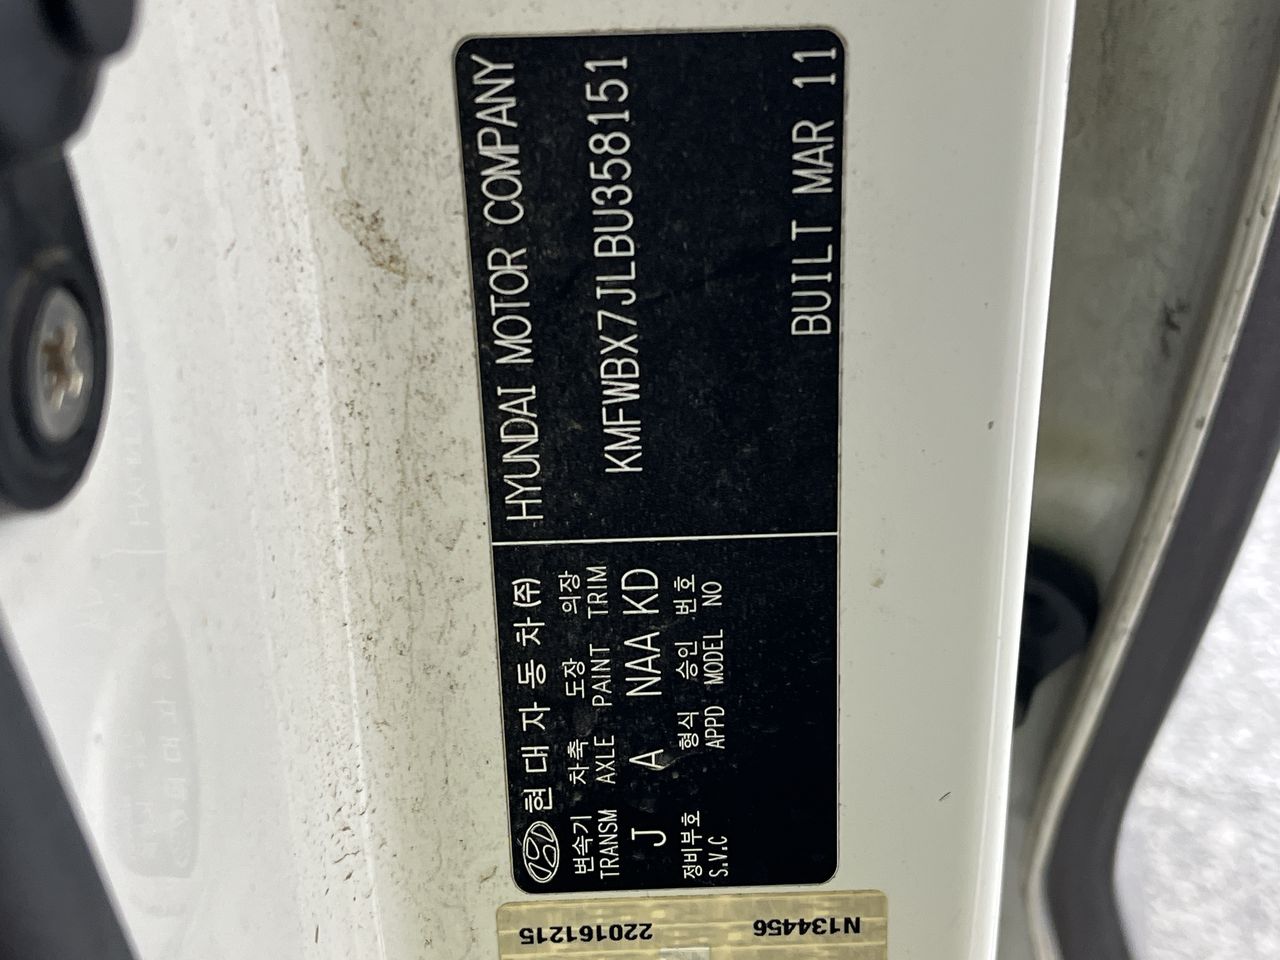 현대자동차(주)
HYUNDAI MOTOR COMPANY
변속기 차축 도장 의장
TRANSM AXLE PAINT TRIM
J A NAA KD
KMFWBX7JLBU358151
정비부호 형식 승인 번호
S.V.C APPD MODEL NO
BUILT MAR 11
220161215
N134456